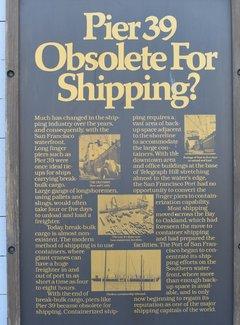 Pier 39
Obsolete For
Shipping?
Much has changed in the ship-
ping industry over the years,
and consequently, with the
San Francisco
waterfront.
Long finger
piers such as
Pier 39 were
once ideal tie-
ups for ships
carrying break-
bulk cargo.
Large gangs of longshoremen,
using pallets and
slings, would often
take four or five days
to unload and load a
freighter.
Today, break-bulk
cargo is almost non-
existent. The modern
method of shipping is to use
containers, where
giant cranes can
have a huge
freighter in and
out of port in as
short a time as four
to eight hours.
With the end of
break-bulk cargo, piers like
Pier 39 became obsolete for
shipping. Containerized ship-
ping requires a
vast area of back-
up space adjacent
to the shoreline
to accommodate
the large con-
tainers. With the
downtown area
and office buildings at the base
of Telegraph Hill stretching
almost to the water's edge,
the San Francisco Port had no
opportunity to convert the
finger piers to contain-
erization capability.
Most shipping
moved across the Bay
to Oakland, which had
foreseen the move to
container shipping
and had prepared the
facilities. The Port of San Fran-
cisco began to con-
centrate its ship-
ping efforts on the
Southern water-
front, where more
than enough back-
up space is avail-
able, and is only
now beginning to regain its
reputation as one of the major
shipping capitals of the world.